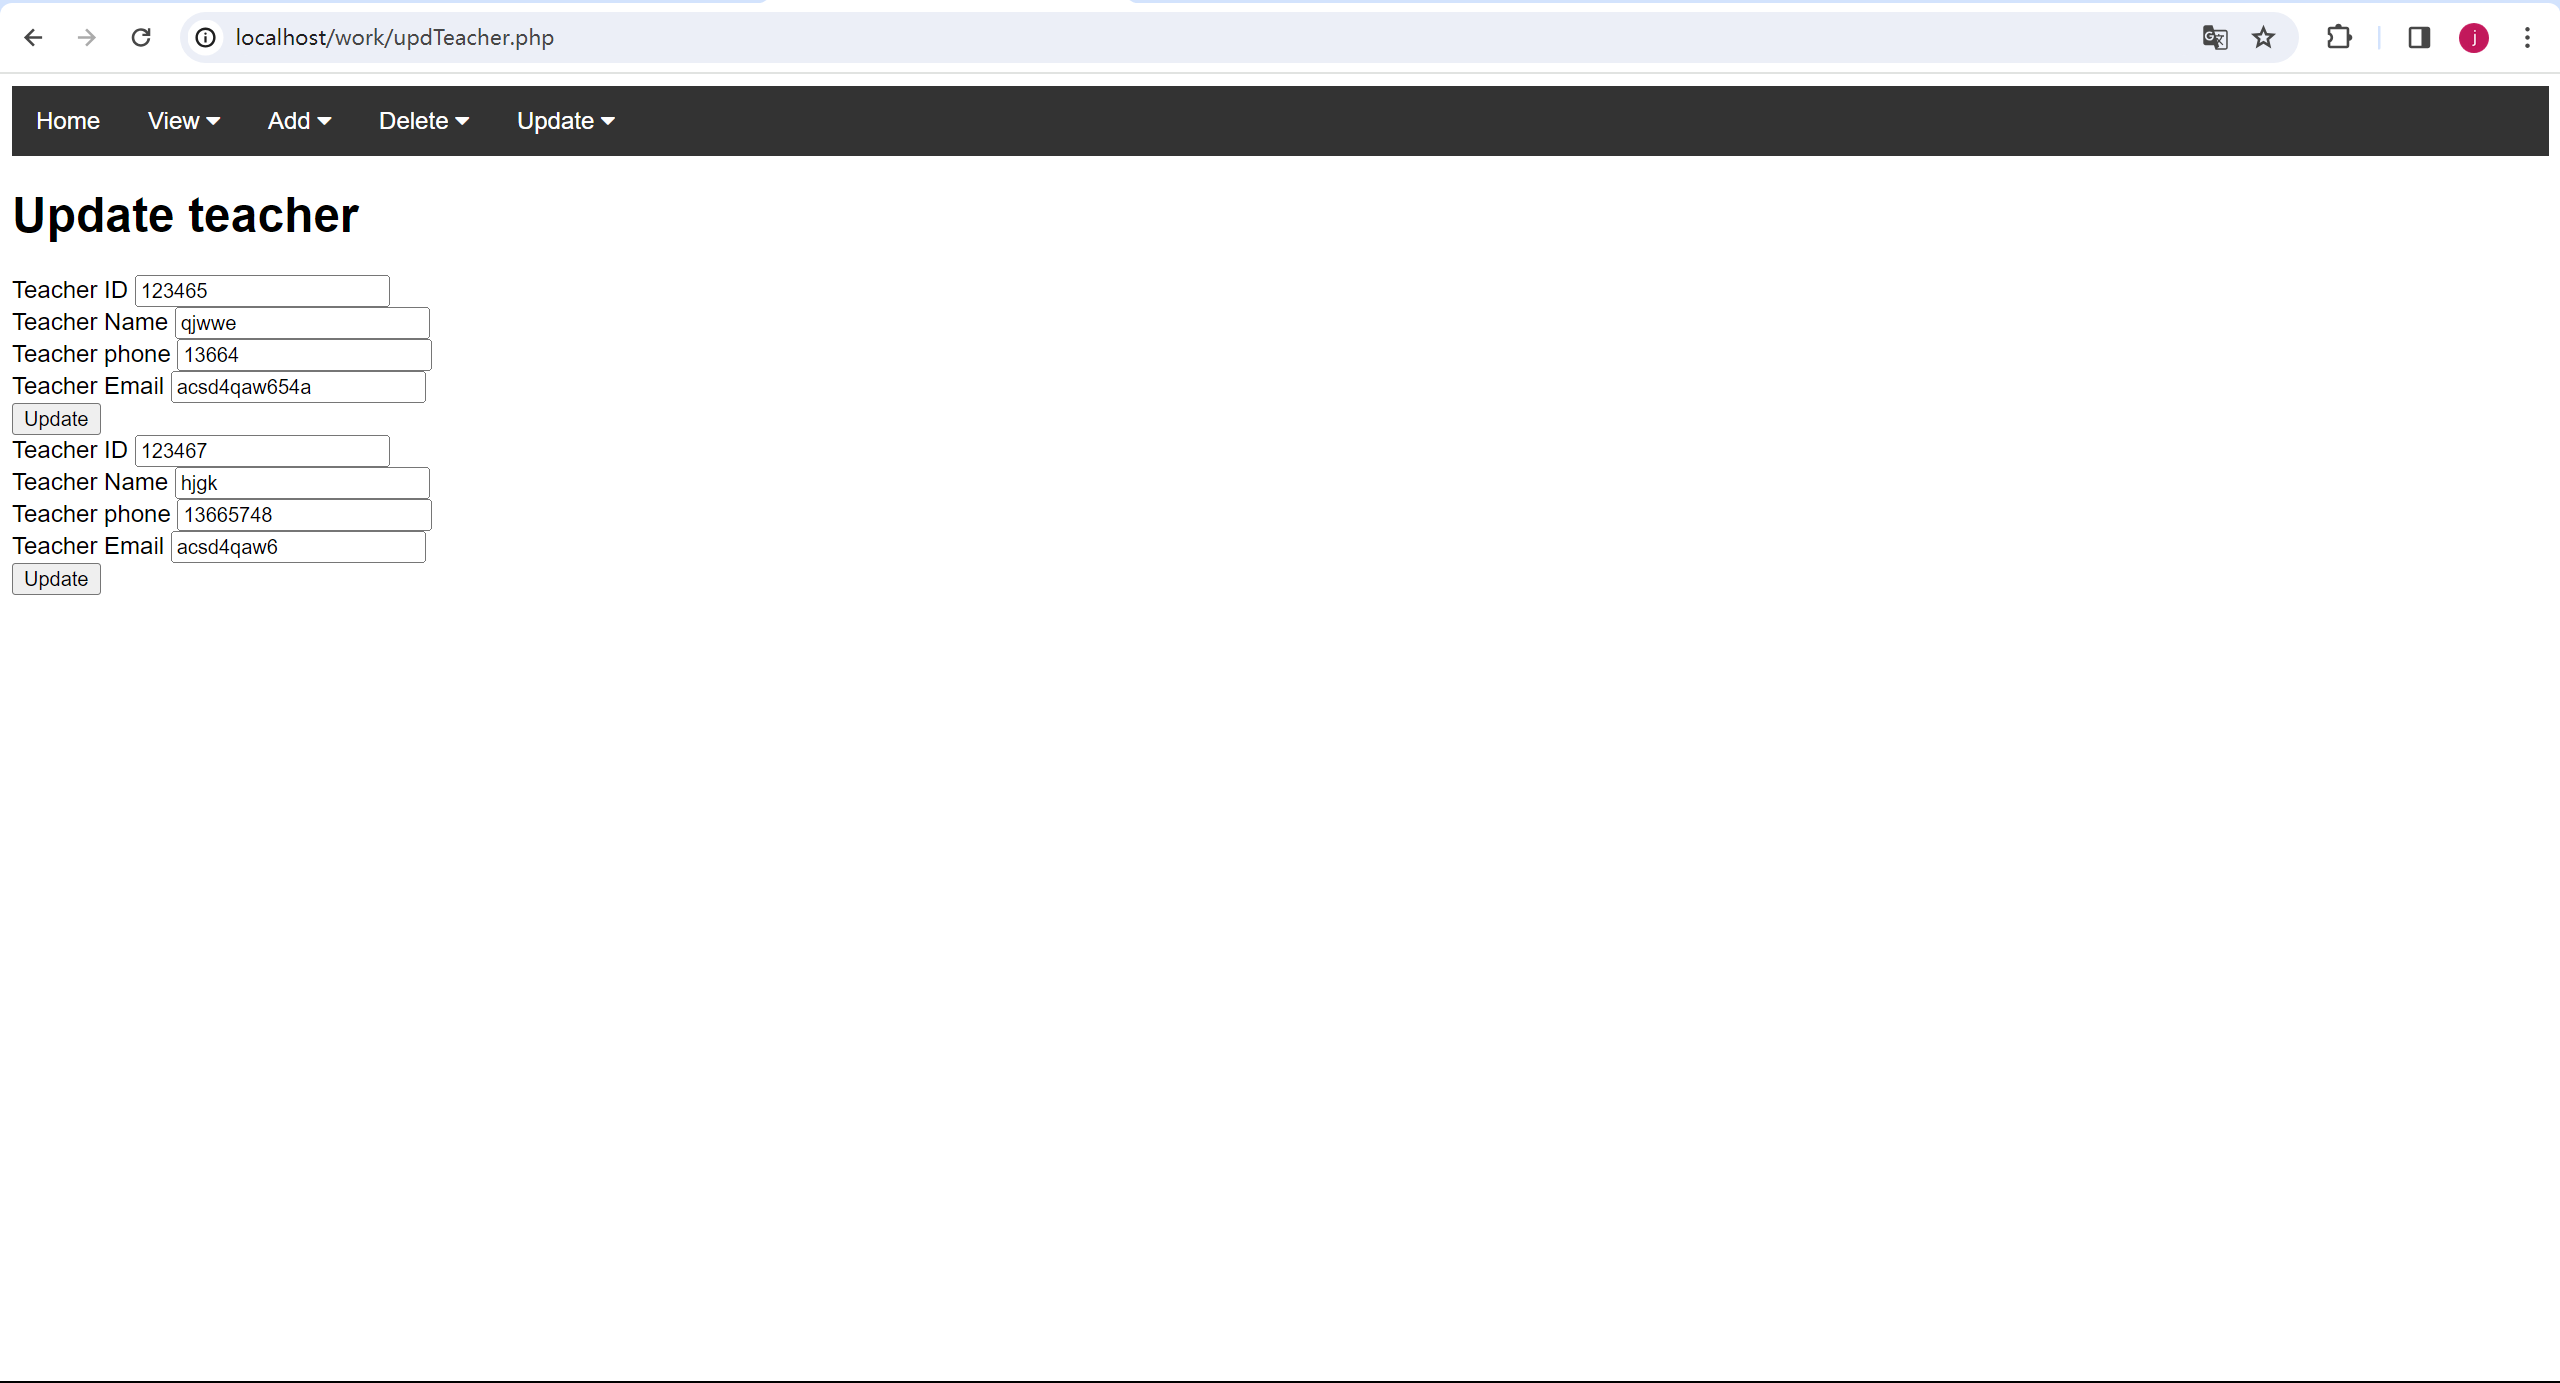 localhost/work/updTeacher.php
j
Home View Add Delete Update
Update teacher
Teacher ID 123465
Teacher Name qjwwe
Teacher phone 13664
Teacher Email acsd4qaw654a
Update
Teacher ID 123467
Teacher Name hjgk
Teacher phone 13665748
Teacher Email acsd4qaw6
Update